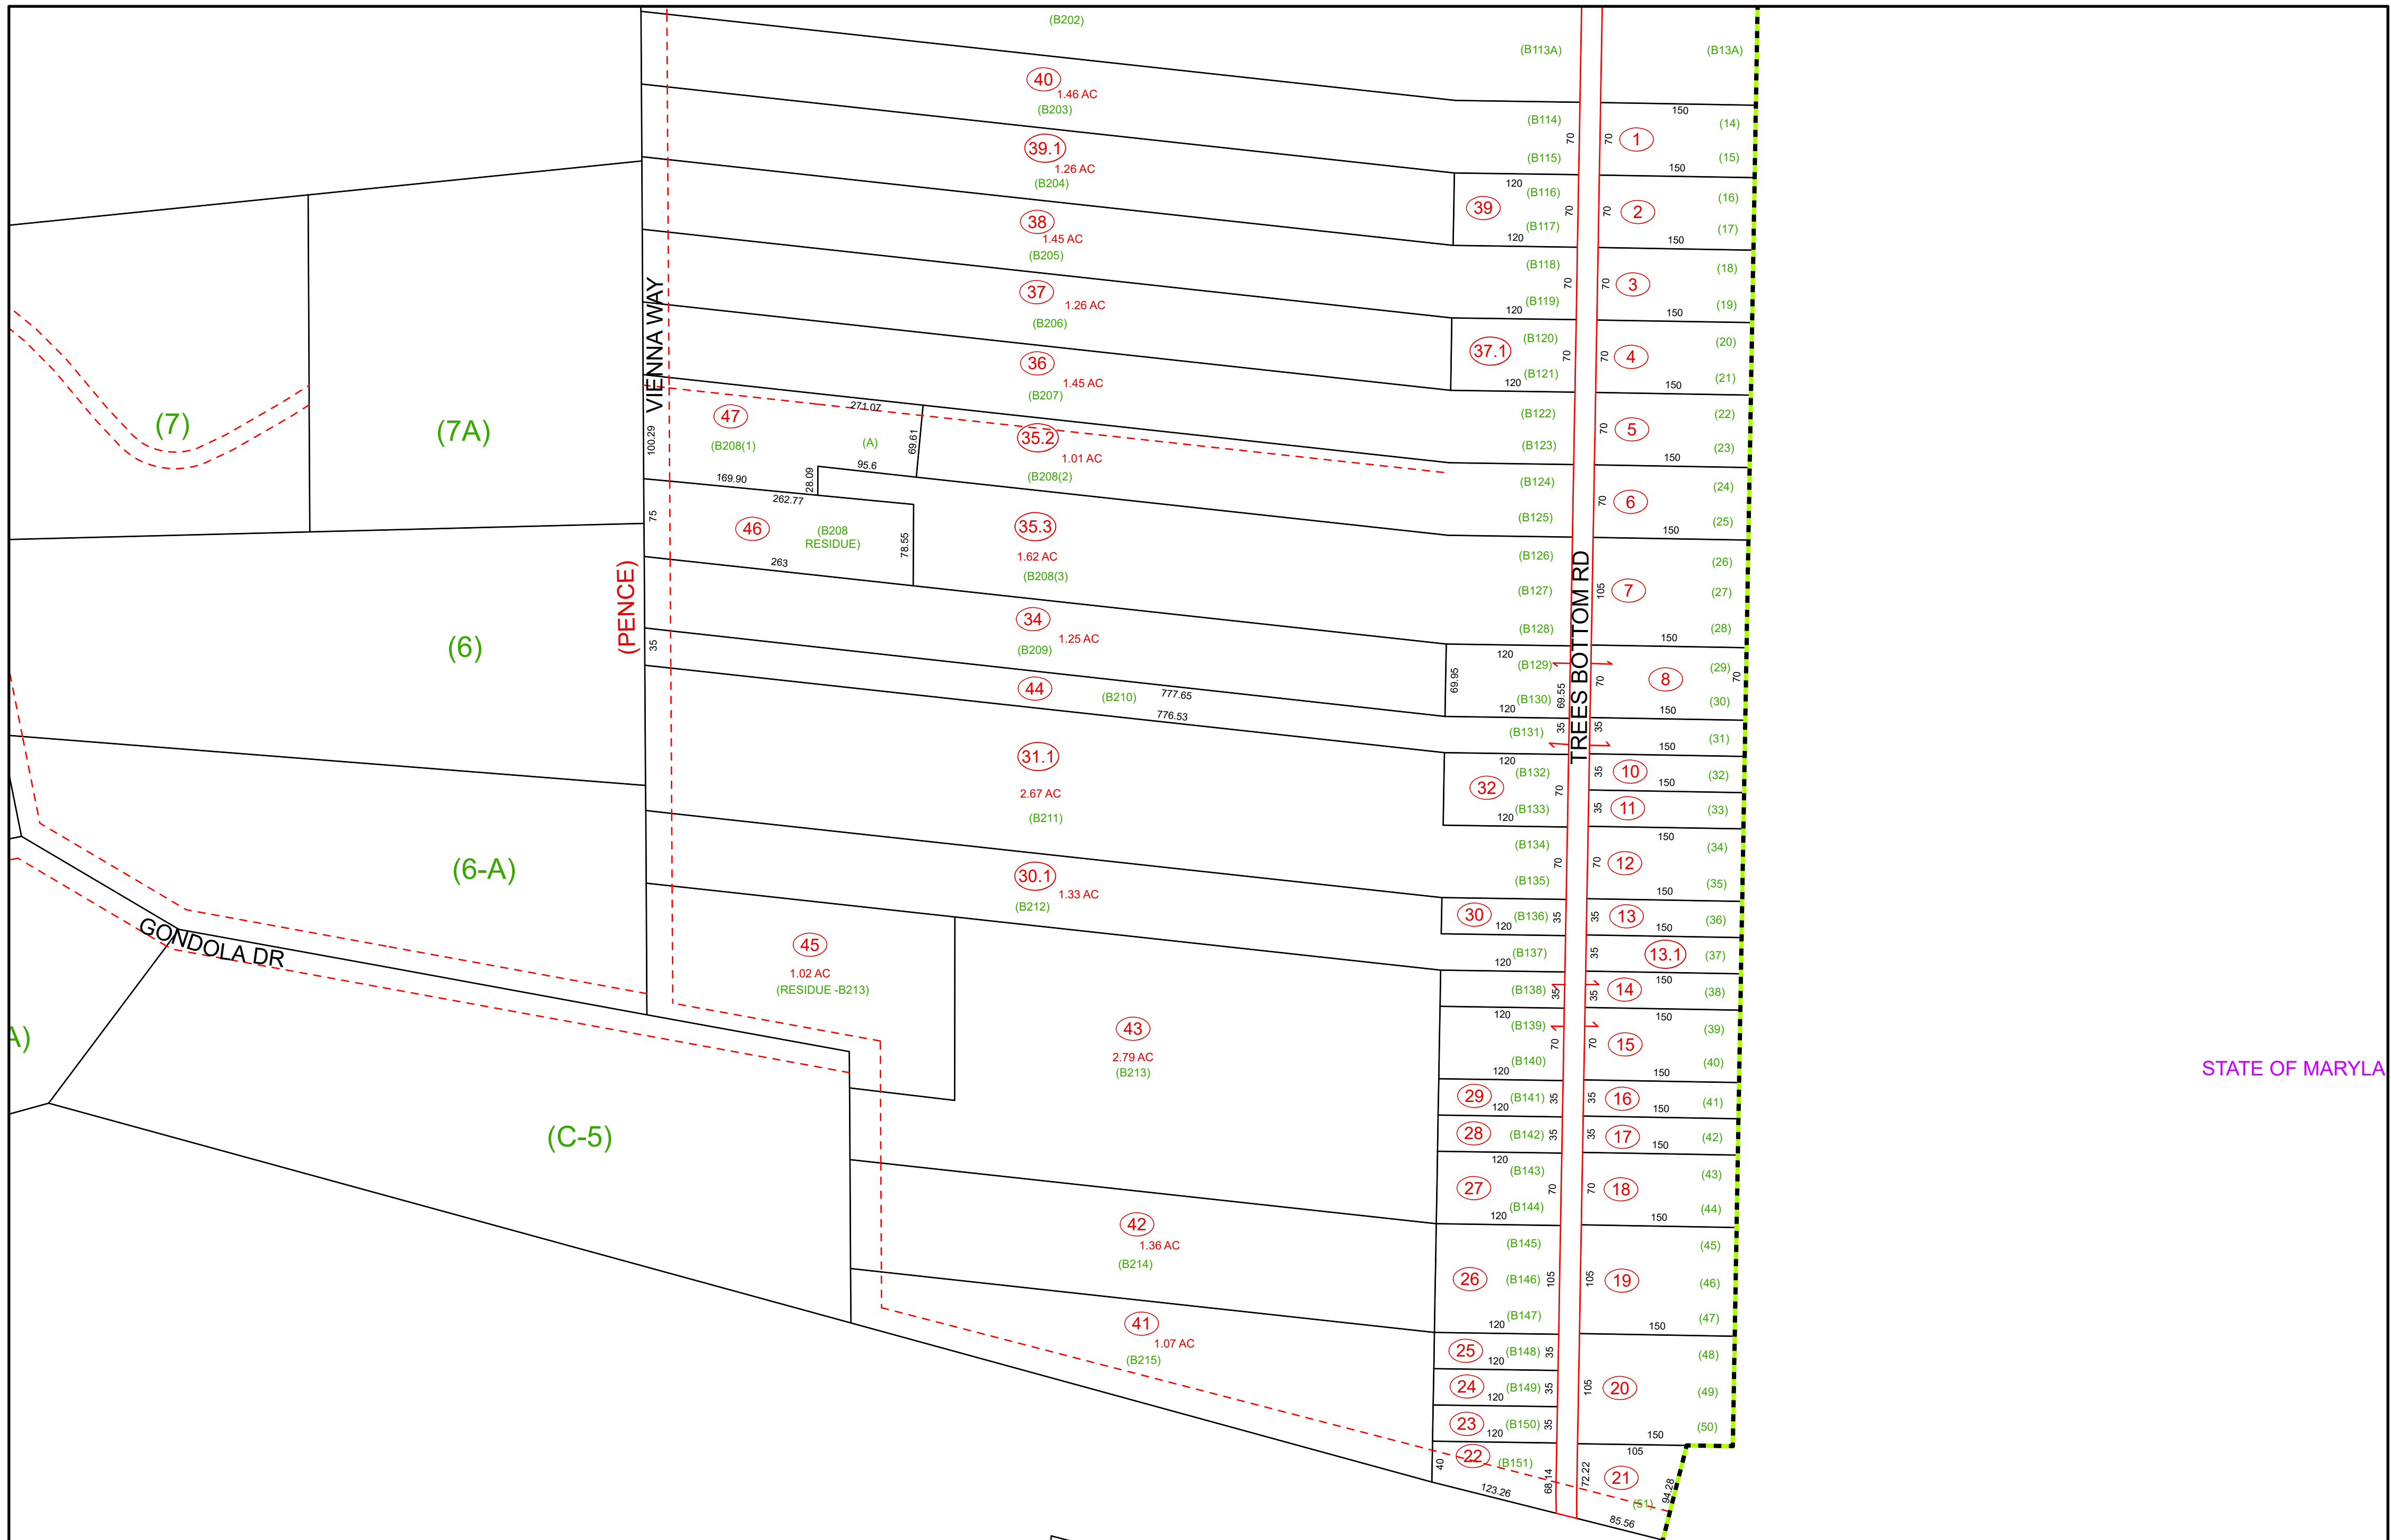 (B202)
(B113A)
(B13A)
40
1.46 AC
(B203)
150
(B114)
70
70
1
(14)
(B115)
(15)
150
39.1
1.26 AC
(B204)
120
(B116)
39
(B117)
120
70
70
2
(16)
(17)
150
38
1.45 AC
(B205)
(B118)
(B119)
120
70
70
3
(18)
(19)
150
37
1.26 AC
(B206)
37.1
(B120)
(B121)
120
70
70
4
(20)
(21)
150
36
1.45 AC
(B207)
(B122)
(B123)
70
5
(22)
(23)
150
VIENNA WAY
(7)
(7A)
271.07
47
(B208(1)
(A)
100.29
69.61
95.6
28.09
169.90
35.2
1.01 AC
(B208(2)
(B124)
(B125)
70
6
(24)
(25)
150
262.77
75
46
(B208
RESIDUE)
78.55
263
35.3
1.62 AC
(B208(3)
(B126)
(B127)
(B128)
TREES BOTTOM RD
105
7
(26)
(27)
(28)
150
(PENCE)
(6)
34
1.25 AC
(B209)
35
120
(B129)
69.95
(B130)
120
69.55
70
8
(29)
70
(30)
150
44
(B210)
777.65
776.53
(B131)
35
35
(31)
150
31.1
2.67 AC
(B211)
120
(B132)
32
(B133)
120
70
35
10
(32)
150
35
11
(33)
150
(B134)
(B135)
70
70
12
(34)
(35)
150
(6-A)
30.1
1.33 AC
(B212)
30
(B136)
120
35
35
13
(36)
150
(B137)
120
35
13.1
(37)
GONDOLA DR
45
1.02 AC
(RESIDUE -B213)
(B138)
35
35
14
150
(38)
120
(B139)
(B140)
120
70
70
15
150
(39)
(40)
150
A)
43
2.79 AC
(B213)
STATE OF MARYLA
29
(B141)
120
35
35
16
(41)
150
(C-5)
28
(B142)
35
35
17
(42)
150
120
(B143)
27
(B144)
120
70
70
18
(43)
(44)
150
42
1.36 AC
(B214)
(B145)
26
(B146)
(B147)
120
105
105
19
(45)
(46)
(47)
150
41
1.07 AC
(B215)
25
(B148)
120
35
24
(B149)
120
35
23
(B150)
120
35
105
20
(48)
(49)
(50)
150
105
22
(B151)
40
123.26
68.14
72.22
21
(51)
94.28
85.56